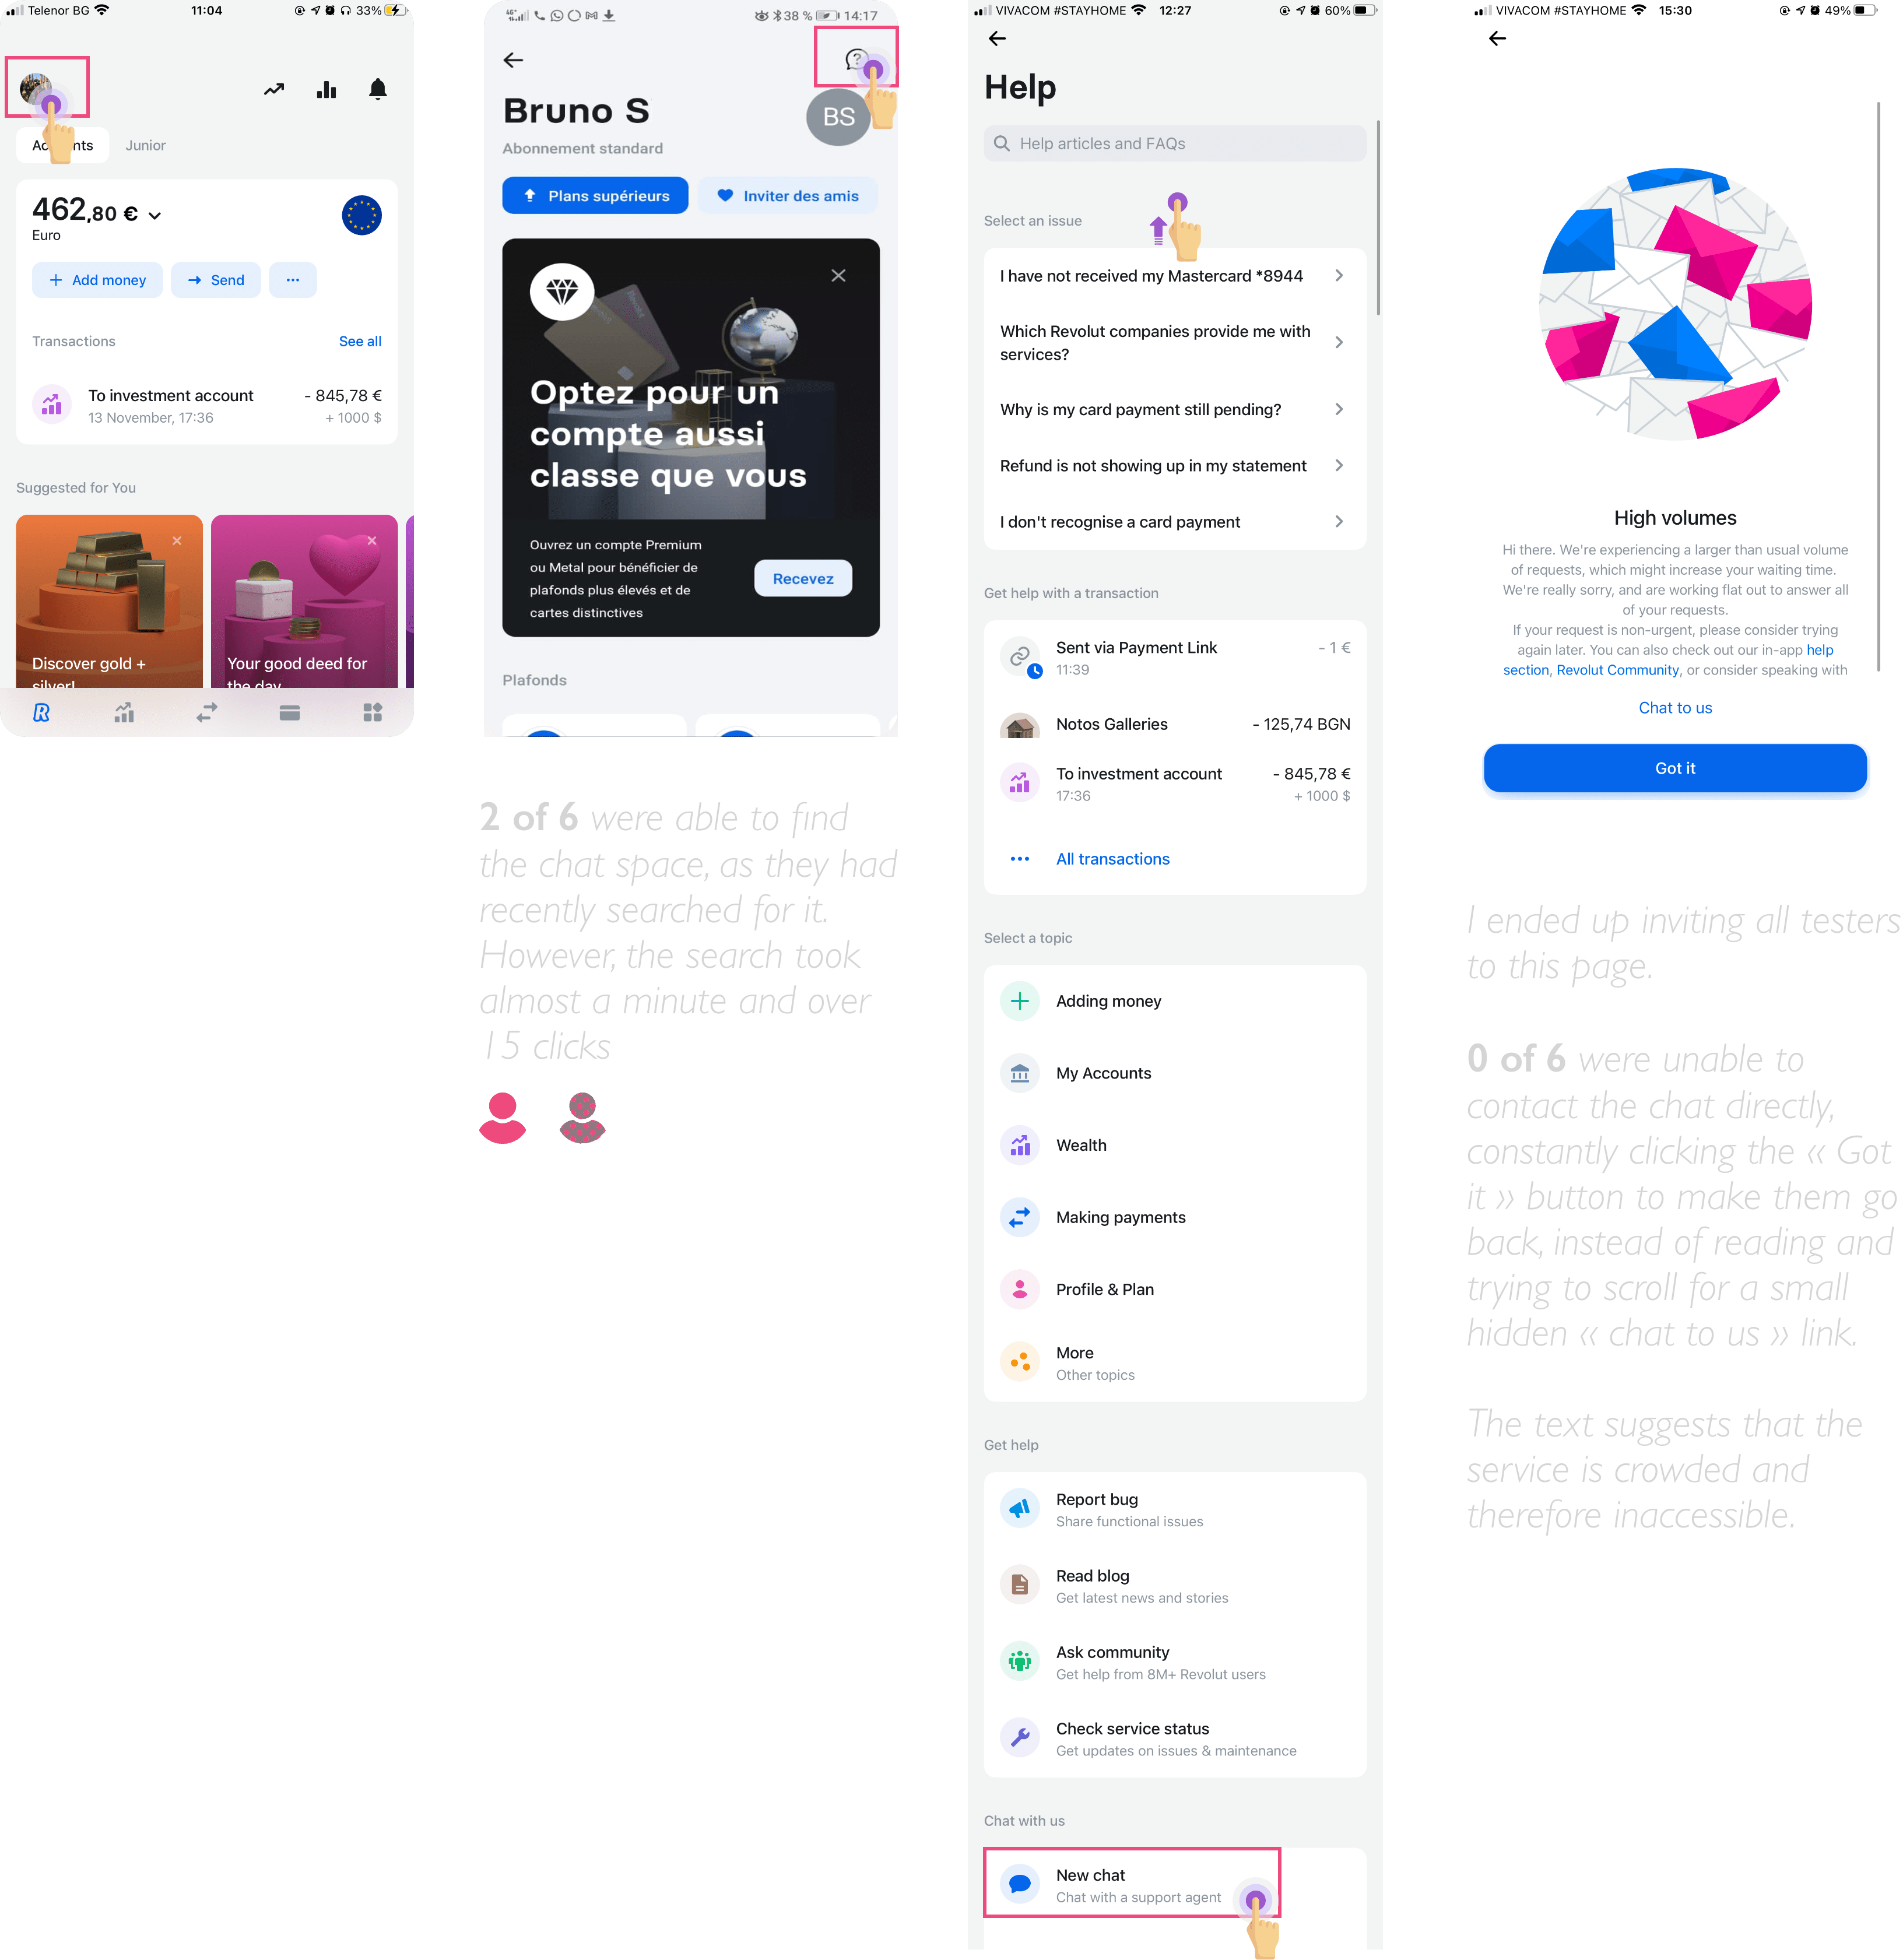 Telenor BG
11:04
33%
Accounts
Junior
462,80 €
Euro
Add money
Send
Transactions
See all
To investment account
- 845,78 €
13 November, 17:36
+ 1000 $
Suggested for You
Discover gold +
silver!
Your good deed for
the day
38 %
14:17
Bruno S
BS
Abonnement standard
Plans supérieurs
Inviter des amis
Optez pour un
compte aussi
classe que vous
Ouvrez un compte Premium
ou Metal pour bénéficier de
plafonds plus élevés et de
cartes distinctives
Recevez
Plafonds
2 of 6 were able to find
the chat space, as they had
recently searched for it.
However, the search took
almost a minute and over
15 clicks
VIVACOM #STAYHOME
12:27
60%
Help
Help articles and FAQs
Select an issue
I have not received my Mastercard *8944
Which Revolut companies provide me with
services?
Why is my card payment still pending?
Refund is not showing up in my statement
I don't recognise a card payment
Get help with a transaction
Sent via Payment Link
- 1 €
11:39
Notos Galleries
- 125,74 BGN
To investment account
- 845,78 €
17:36
+ 1000 $
All transactions
Select a topic
Adding money
My Accounts
Wealth
Making payments
Profile & Plan
More
Other topics
Get help
Report bug
Share functional issues
Read blog
Get latest news and stories
Ask community
Get help from 8M+ Revolut users
Check service status
Get updates on issues & maintenance
Chat with us
New chat
Chat with a support agent
VIVACOM #STAYHOME
15:30
49%
High volumes
Hi there. We're experiencing a larger than usual volume
of requests, which might increase your waiting time.
We're really sorry, and are working flat out to answer all
of your requests.
If your request is non-urgent, please consider trying
again later. You can also check out our in-app help
section, Revolut Community, or consider speaking with
Chat to us
Got it
I ended up inviting all testers
to this page.
0 of 6 were unable to
contact the chat directly,
constantly clicking the « Got
it » button to make them go
back, instead of reading and
trying to scroll for a small
hidden « chat to us » link.
The text suggests that the
service is crowded and
therefore inaccessible.